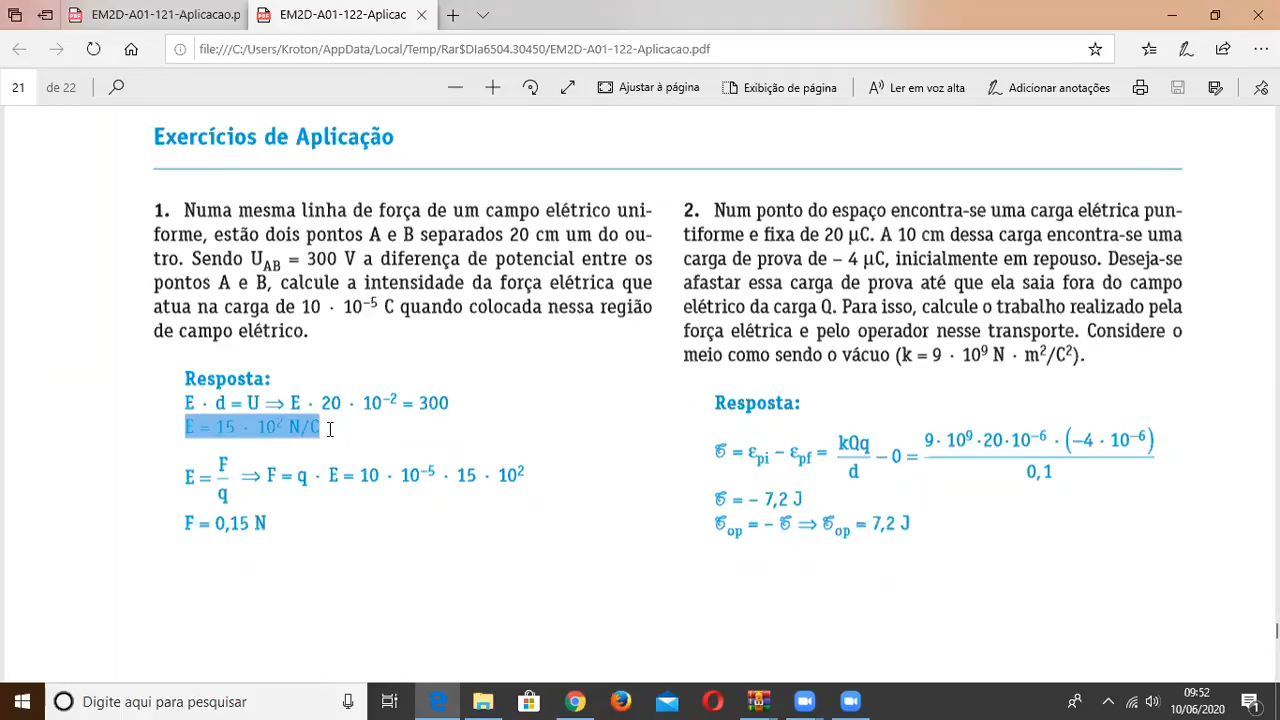 EM2D-A01-121-Aplicacao.p
EM2D-A01-122-Aplicac
file:///C:/Users/Kroton/AppData/Local/Temp/Rar$DIa6504.30450/EM2D-A01-122-Aplicacao.pdf
21 de 22
Ajustar à página
Exibição de página
Ler em voz alta
Adicionar anotações
Exercícios de Aplicação
1. Numa mesma linha de força de um campo elétrico uni-
forme, estão dois pontos A e B separados 20 cm um do ou-
tro. Sendo U_AB = 300 V a diferença de potencial entre os
pontos A e B, calcule a intensidade da força elétrica que
atua na carga de 10 · 10⁻⁵ C quando colocada nessa região
de campo elétrico.
Resposta:
E · d = U ⇒ E · 20 · 10⁻² = 300
E = 15 · 10² N/C
E = F/q ⇒ F = q · E = 10 · 10⁻⁵ · 15 · 10²
F = 0,15 N
2. Num ponto do espaço encontra-se uma carga elétrica pun-
tiforme e fixa de 20 μC. A 10 cm dessa carga encontra-se uma
carga de prova de – 4 μC, inicialmente em repouso. Deseja-se
afastar essa carga de prova até que ela saia fora do campo
elétrico da carga Q. Para isso, calcule o trabalho realizado pela
força elétrica e pelo operador nesse transporte. Considere o
meio como sendo o vácuo (k = 9 · 10⁹ N · m²/C²).
Resposta:
𝒯 = ε_pi – ε_pf = kQq/d – 0 = 9 · 10⁹ · 20 · 10⁻⁶ · (–4 · 10⁻⁶)/0,1
𝒯 = – 7,2 J
𝒯_op = – 𝒯 ⇒ 𝒯_op = 7,2 J
Digite aqui para pesquisar
09:52
10/06/2020
1